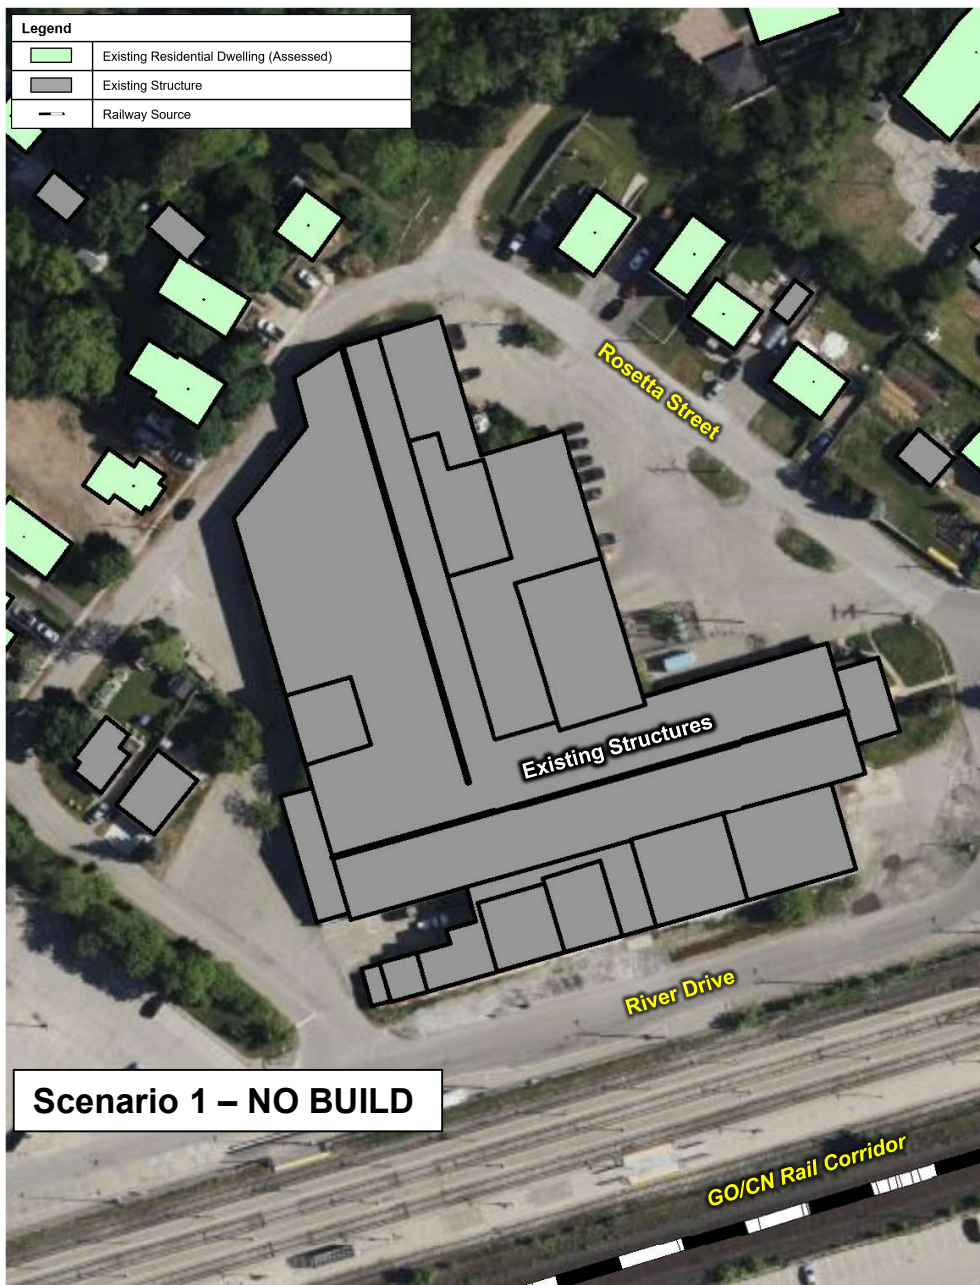 Legend
Existing Residential Dwelling (Assessed)
Existing Structure
Railway Source
Rosetta Street
Existing Structures
River Drive
Scenario 1 – NO BUILD
GO/CN Rail Corridor